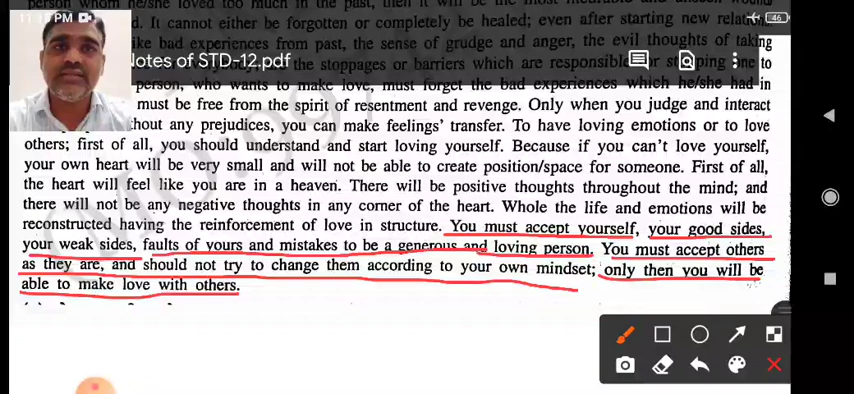 person whom he/she loved too much in the past, then it will be the most
11:18 PM
46
d. It cannot either be forgotten or completely be healed; even after starting new
ike bad experiences from past, the sense of grudge and anger, the evil thoughts of taking
Notes of STD-12.pdf
the stoppages or barriers which are responsible
one to
person, who wants to make love, must forget the bad experiences which he/she had in
must be free from the spirit of resentment and revenge. Only when you judge and interact
hout any prejudices, you can make feelings' transfer. To have loving emotions or to love
others; first of all, you should understand and start loving yourself. Because if you can't love yourself,
your own heart will be very small and will not be able to create position/space for someone. First of all,
the heart will feel like you are in a heaven. There will be positive thoughts throughout the mind; and
there will not be any negative thoughts in any corner of the heart. Whole the life and emotions will be
reconstructed having the reinforcement of love in structure. You must accept yourself, your good sides,
your weak sides, faults of yours and mistakes to be a generous and loving person. You must accept others
as they are, and should not try to change them according to your own mindset; only then you will be
able to make love with others.